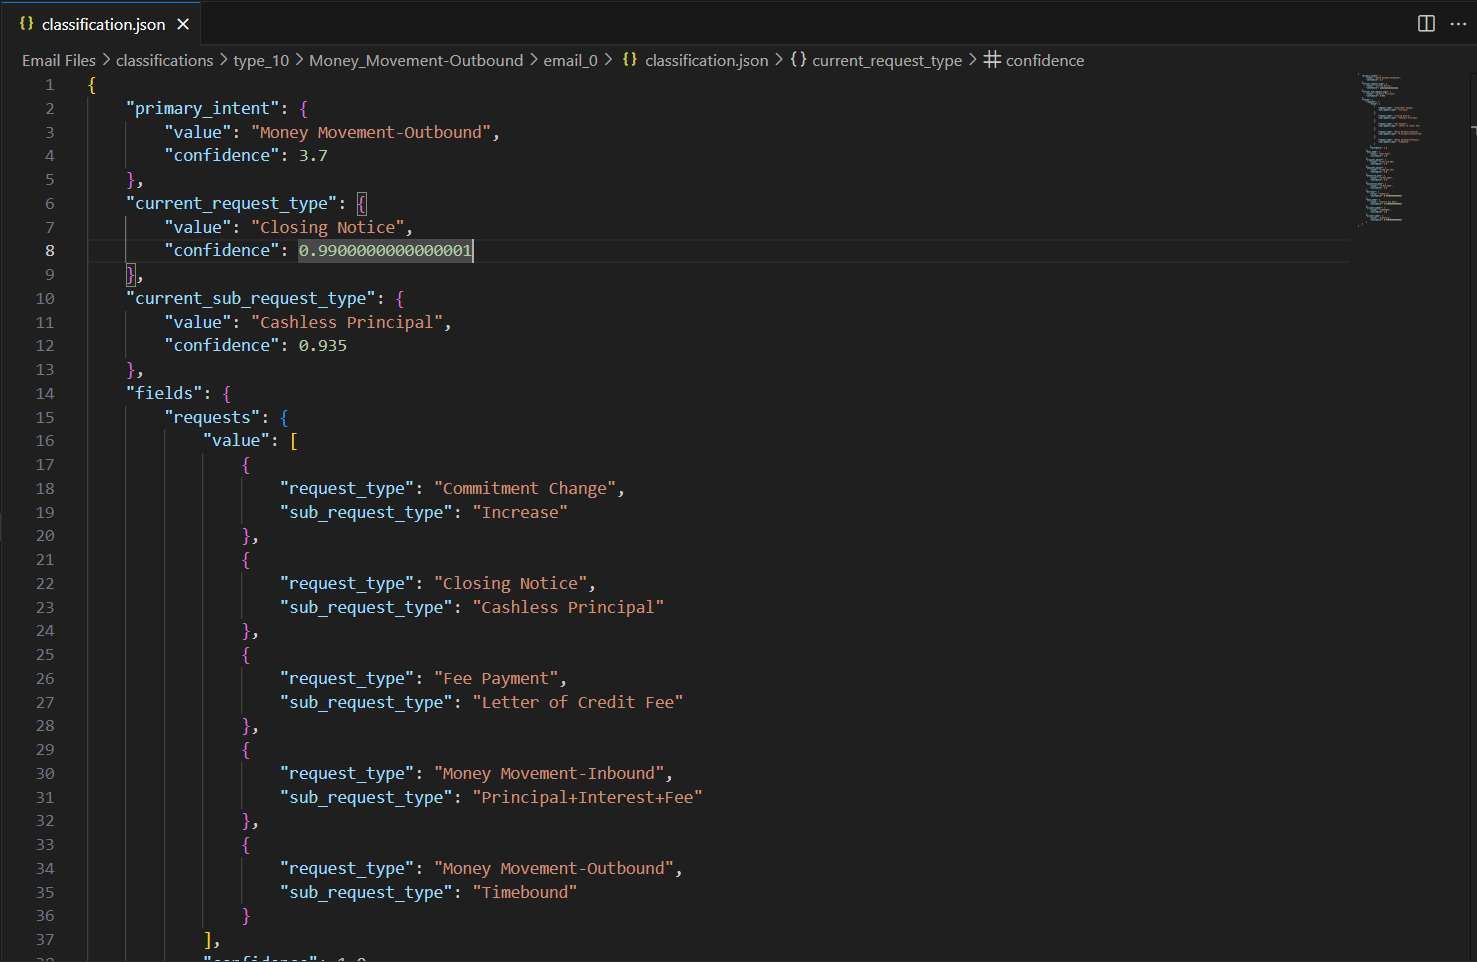 classification.json
Email Files > classifications > type_10 > Money_Movement-Outbound > email_0 > {} classification.json > {} current_request_type > # confidence
1 {
2 "primary_intent": {
3 "value": "Money Movement-Outbound",
4 "confidence": 3.7
5 },
6 "current_request_type": {
7 "value": "Closing Notice",
8 "confidence": 0.9900000000000001
9 },
10 "current_sub_request_type": {
11 "value": "Cashless Principal",
12 "confidence": 0.935
13 },
14 "fields": {
15 "requests": {
16 "value": [
17 {
18 "request_type": "Commitment Change",
19 "sub_request_type": "Increase"
20 },
21 {
22 "request_type": "Closing Notice",
23 "sub_request_type": "Cashless Principal"
24 },
25 {
26 "request_type": "Fee Payment",
27 "sub_request_type": "Letter of Credit Fee"
28 },
29 {
30 "request_type": "Money Movement-Inbound",
31 "sub_request_type": "Principal+Interest+Fee"
32 },
33 {
34 "request_type": "Money Movement-Outbound",
35 "sub_request_type": "Timebound"
36 }
37 ],